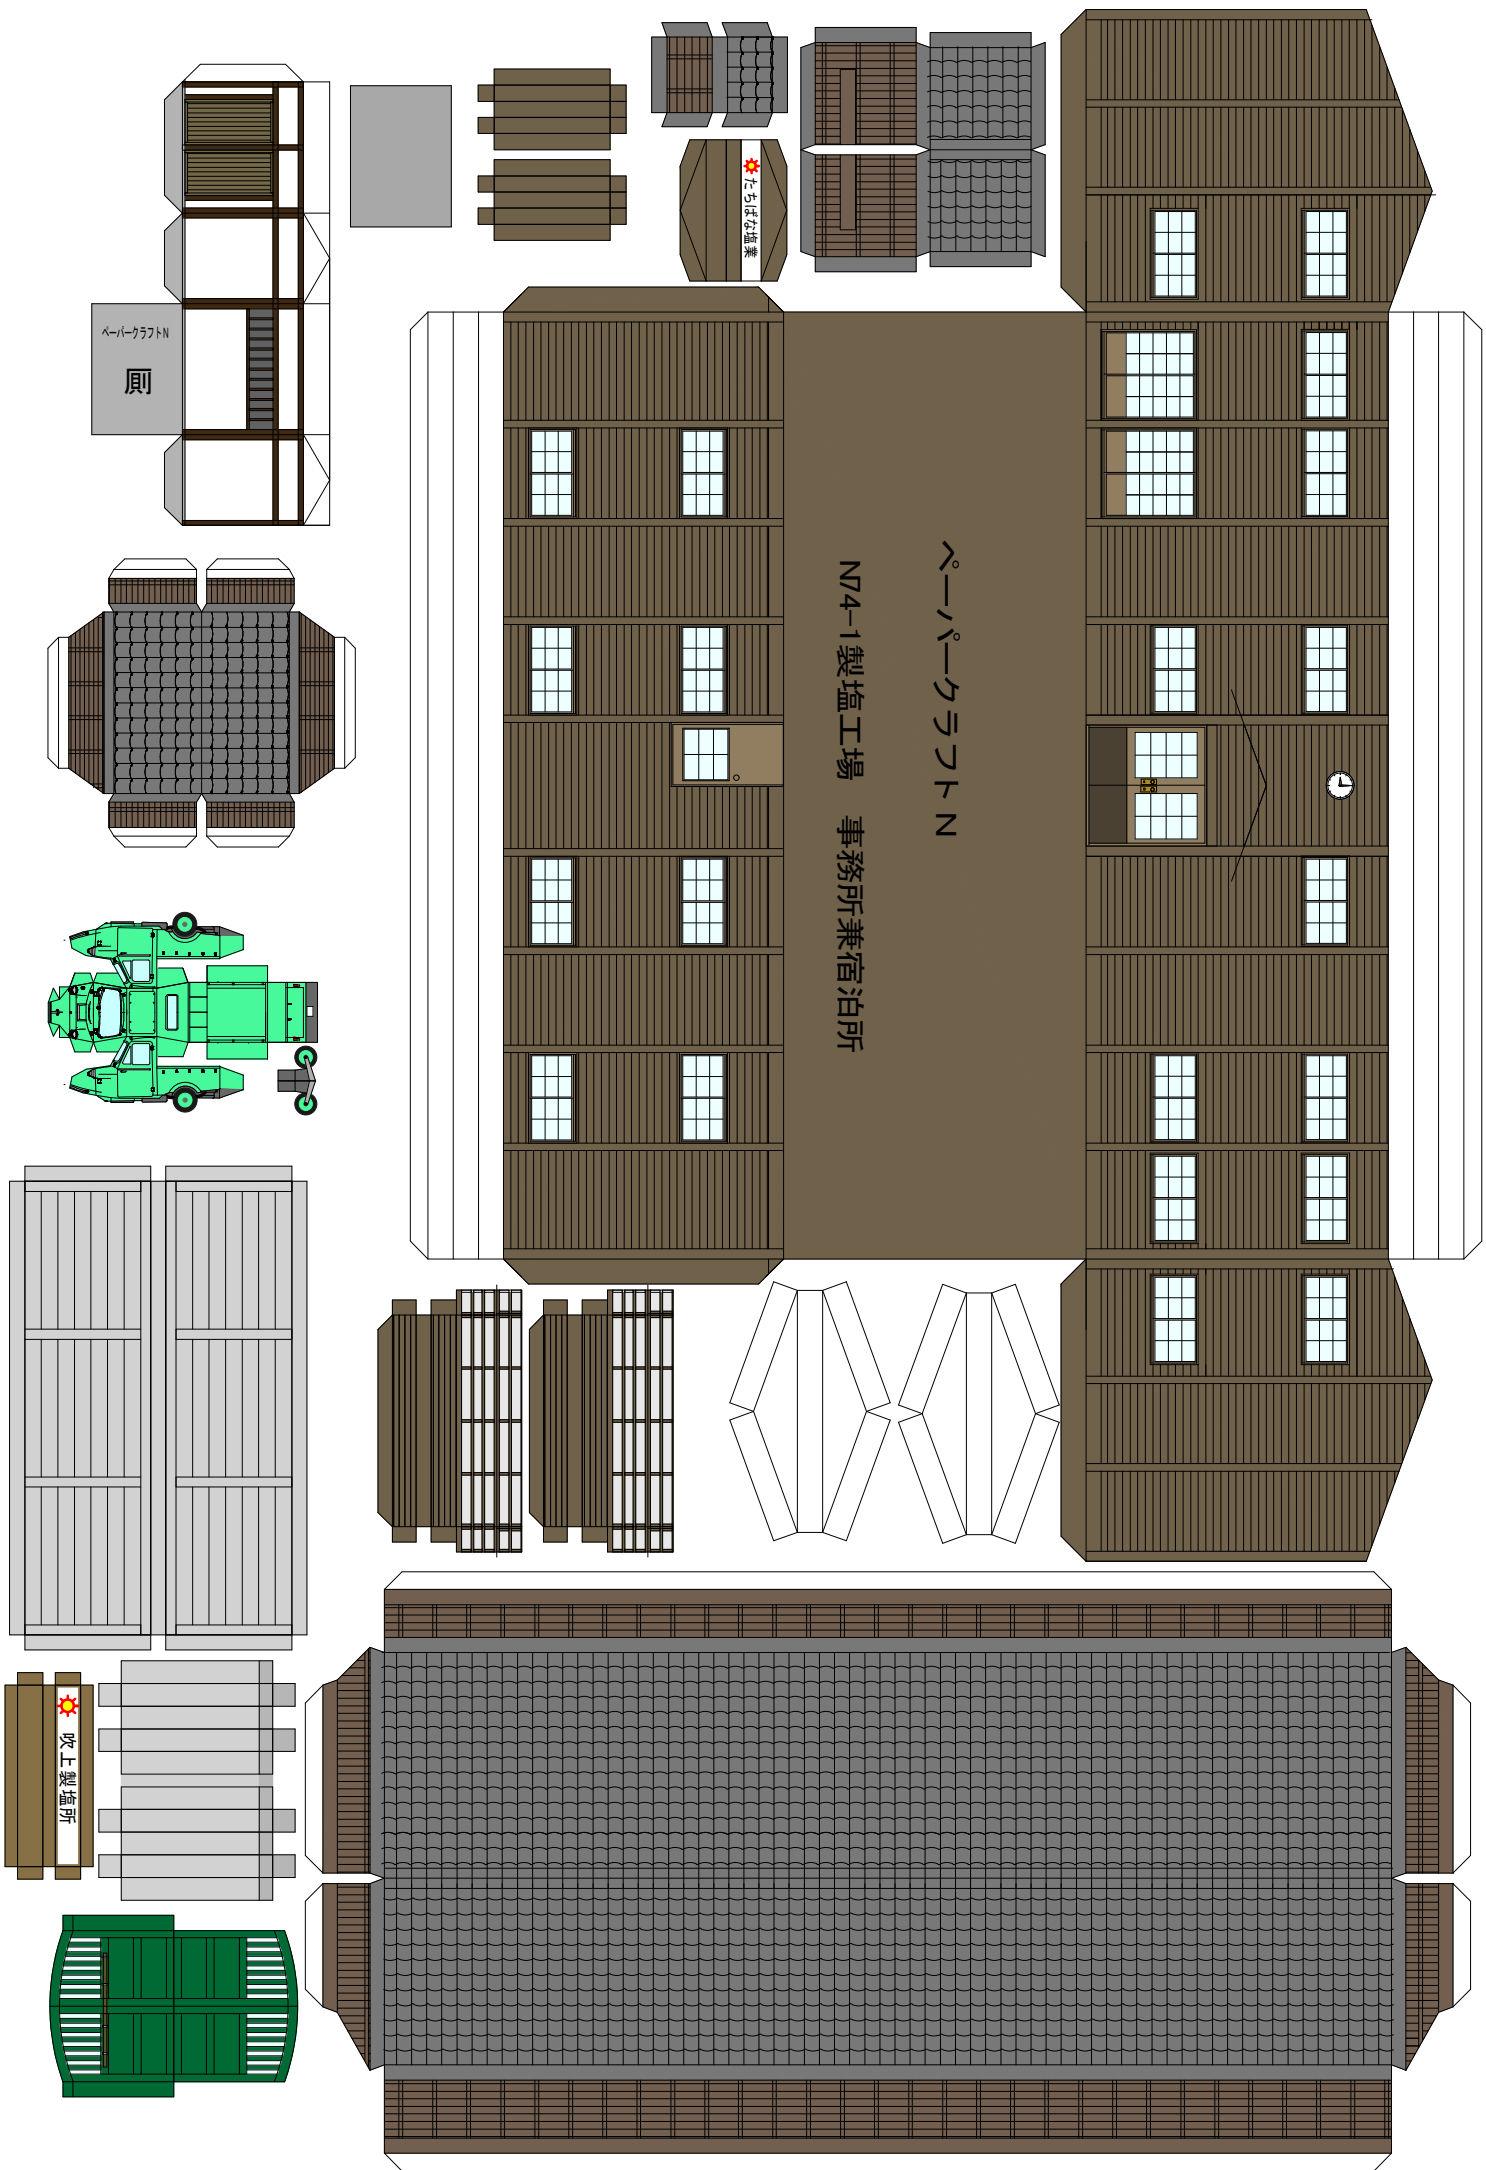 たちばな塩業
ペーパークラフトN
厠
ペーパークラフト N
N74-1製塩工場　事務所兼宿泊所
吹上製塩所